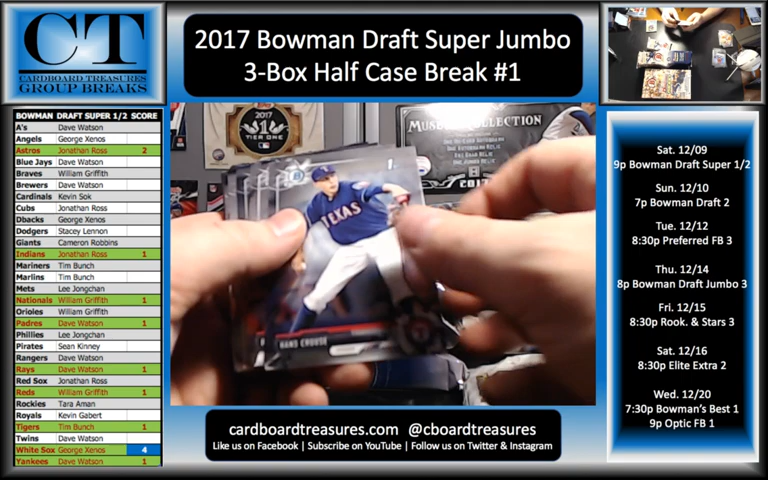 CT
CARDBOARD TREASURES
GROUP BREAKS
2017 Bowman Draft Super Jumbo
3-Box Half Case Break #1
BOWMAN DRAFT SUPER 1/2 SCORE
A's Dave Watson
Angels George Xenos
Astros Jonathan Ross 2
Blue Jays Dave Watson
Braves William Griffith
Brewers Dave Watson
Cardinals Kevin Sok
Cubs Jonathan Ross
Dbacks George Xenos
Dodgers Stacey Lennon
Giants Cameron Robbins
Indians Jonathan Ross 1
Mariners Tim Bunch
Marlins Tim Bunch
Mets Lee Jongchan
Nationals William Griffith 1
Orioles William Griffith
Padres Dave Watson 1
Phillies Lee Jongchan
Pirates Sean Kinney
Rangers Dave Watson
Rays Dave Watson 1
Red Sox Jonathan Ross
Reds William Griffith 1
Rockies Tara Aman
Royals Kevin Gabert
Tigers Tim Bunch 1
Twins Dave Watson
White Sox George Xenos 4
Yankees Dave Watson 1
2017
TIER ONE
MUSEUM COLLECTION
TEXAS
HANS CROUSE
Sat. 12/09
9p Bowman Draft Super 1/2
Sun. 12/10
7p Bowman Draft 2
Tue. 12/12
8:30p Preferred FB 3
Thu. 12/14
8p Bowman Draft Jumbo 3
Fri. 12/15
8:30p Rook. & Stars 3
Sat. 12/16
8:30p Elite Extra 2
Wed. 12/20
7:30p Bowman's Best 1
9p Optic FB 1
cardboardtreasures.com @cboardtreasures
Like us on Facebook | Subscribe on YouTube | Follow us on Twitter & Instagram